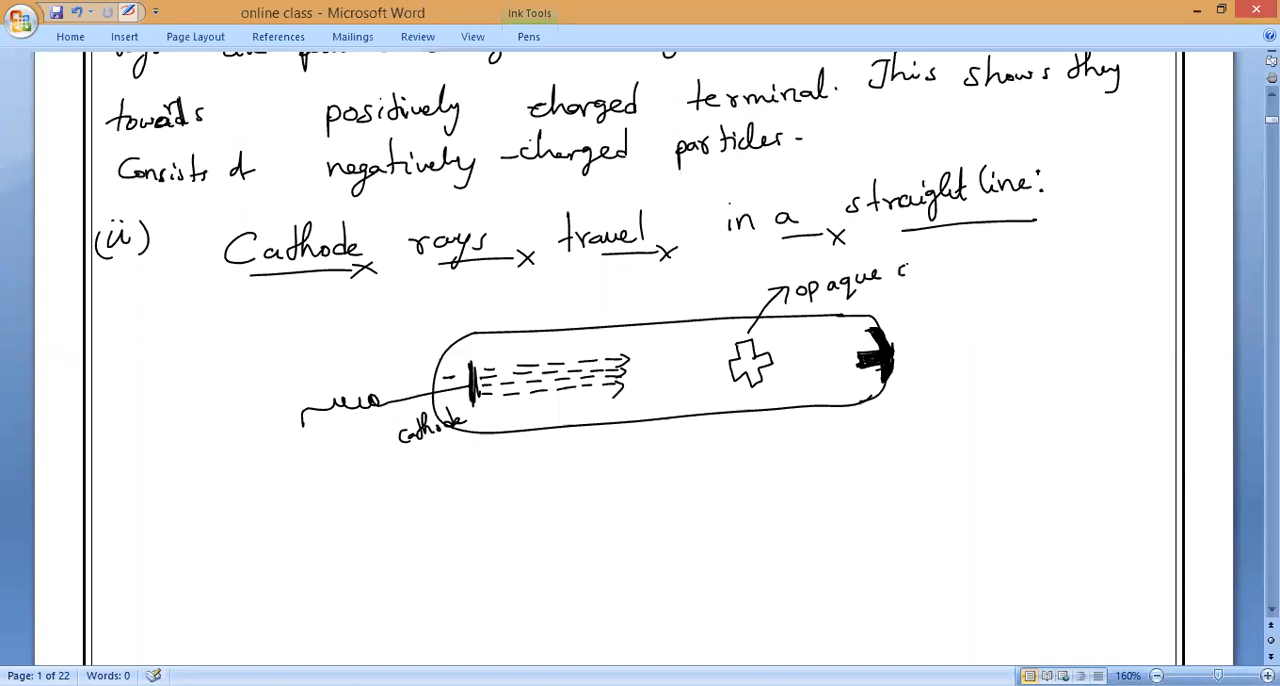 online class - Microsoft Word
Ink Tools
Home Insert Page Layout References Mailings Review View Pens
towards positively charged terminal. This shows they
Consists of negatively charged particles.
(ii) Cathode rays travel in a straight line:
opaque
cathode
Page: 1 of 22 Words: 0 160%